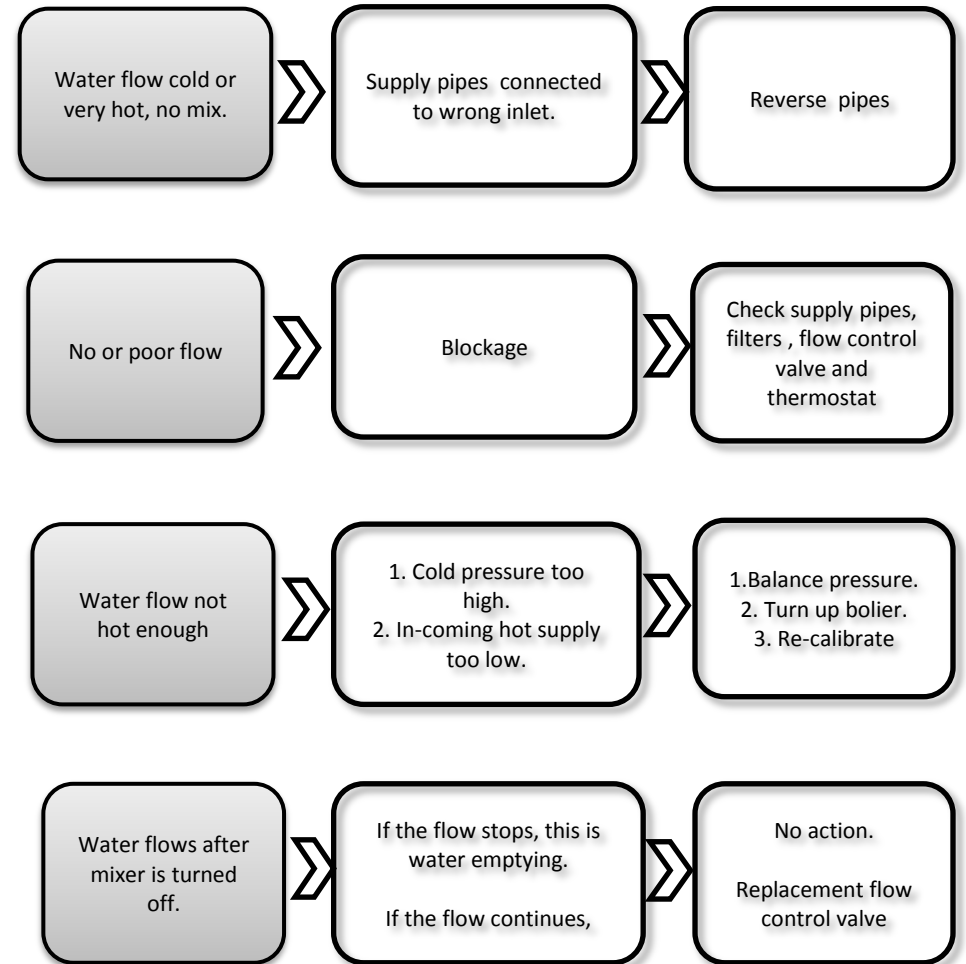 Water flow cold or
very hot, no mix.
Supply pipes connected
to wrong inlet.
Reverse pipes
No or poor flow
Blockage
Check supply pipes,
filters , flow control
valve and
thermostat
Water flow not
hot enough
1. Cold pressure too
high.
2. In-coming hot supply
too low.
1.Balance pressure.
2. Turn up bolier.
3. Re-calibrate
Water flows after
mixer is turned
off.
If the flow stops, this is
water emptying.
If the flow continues,
No action.
Replacement flow
control valve